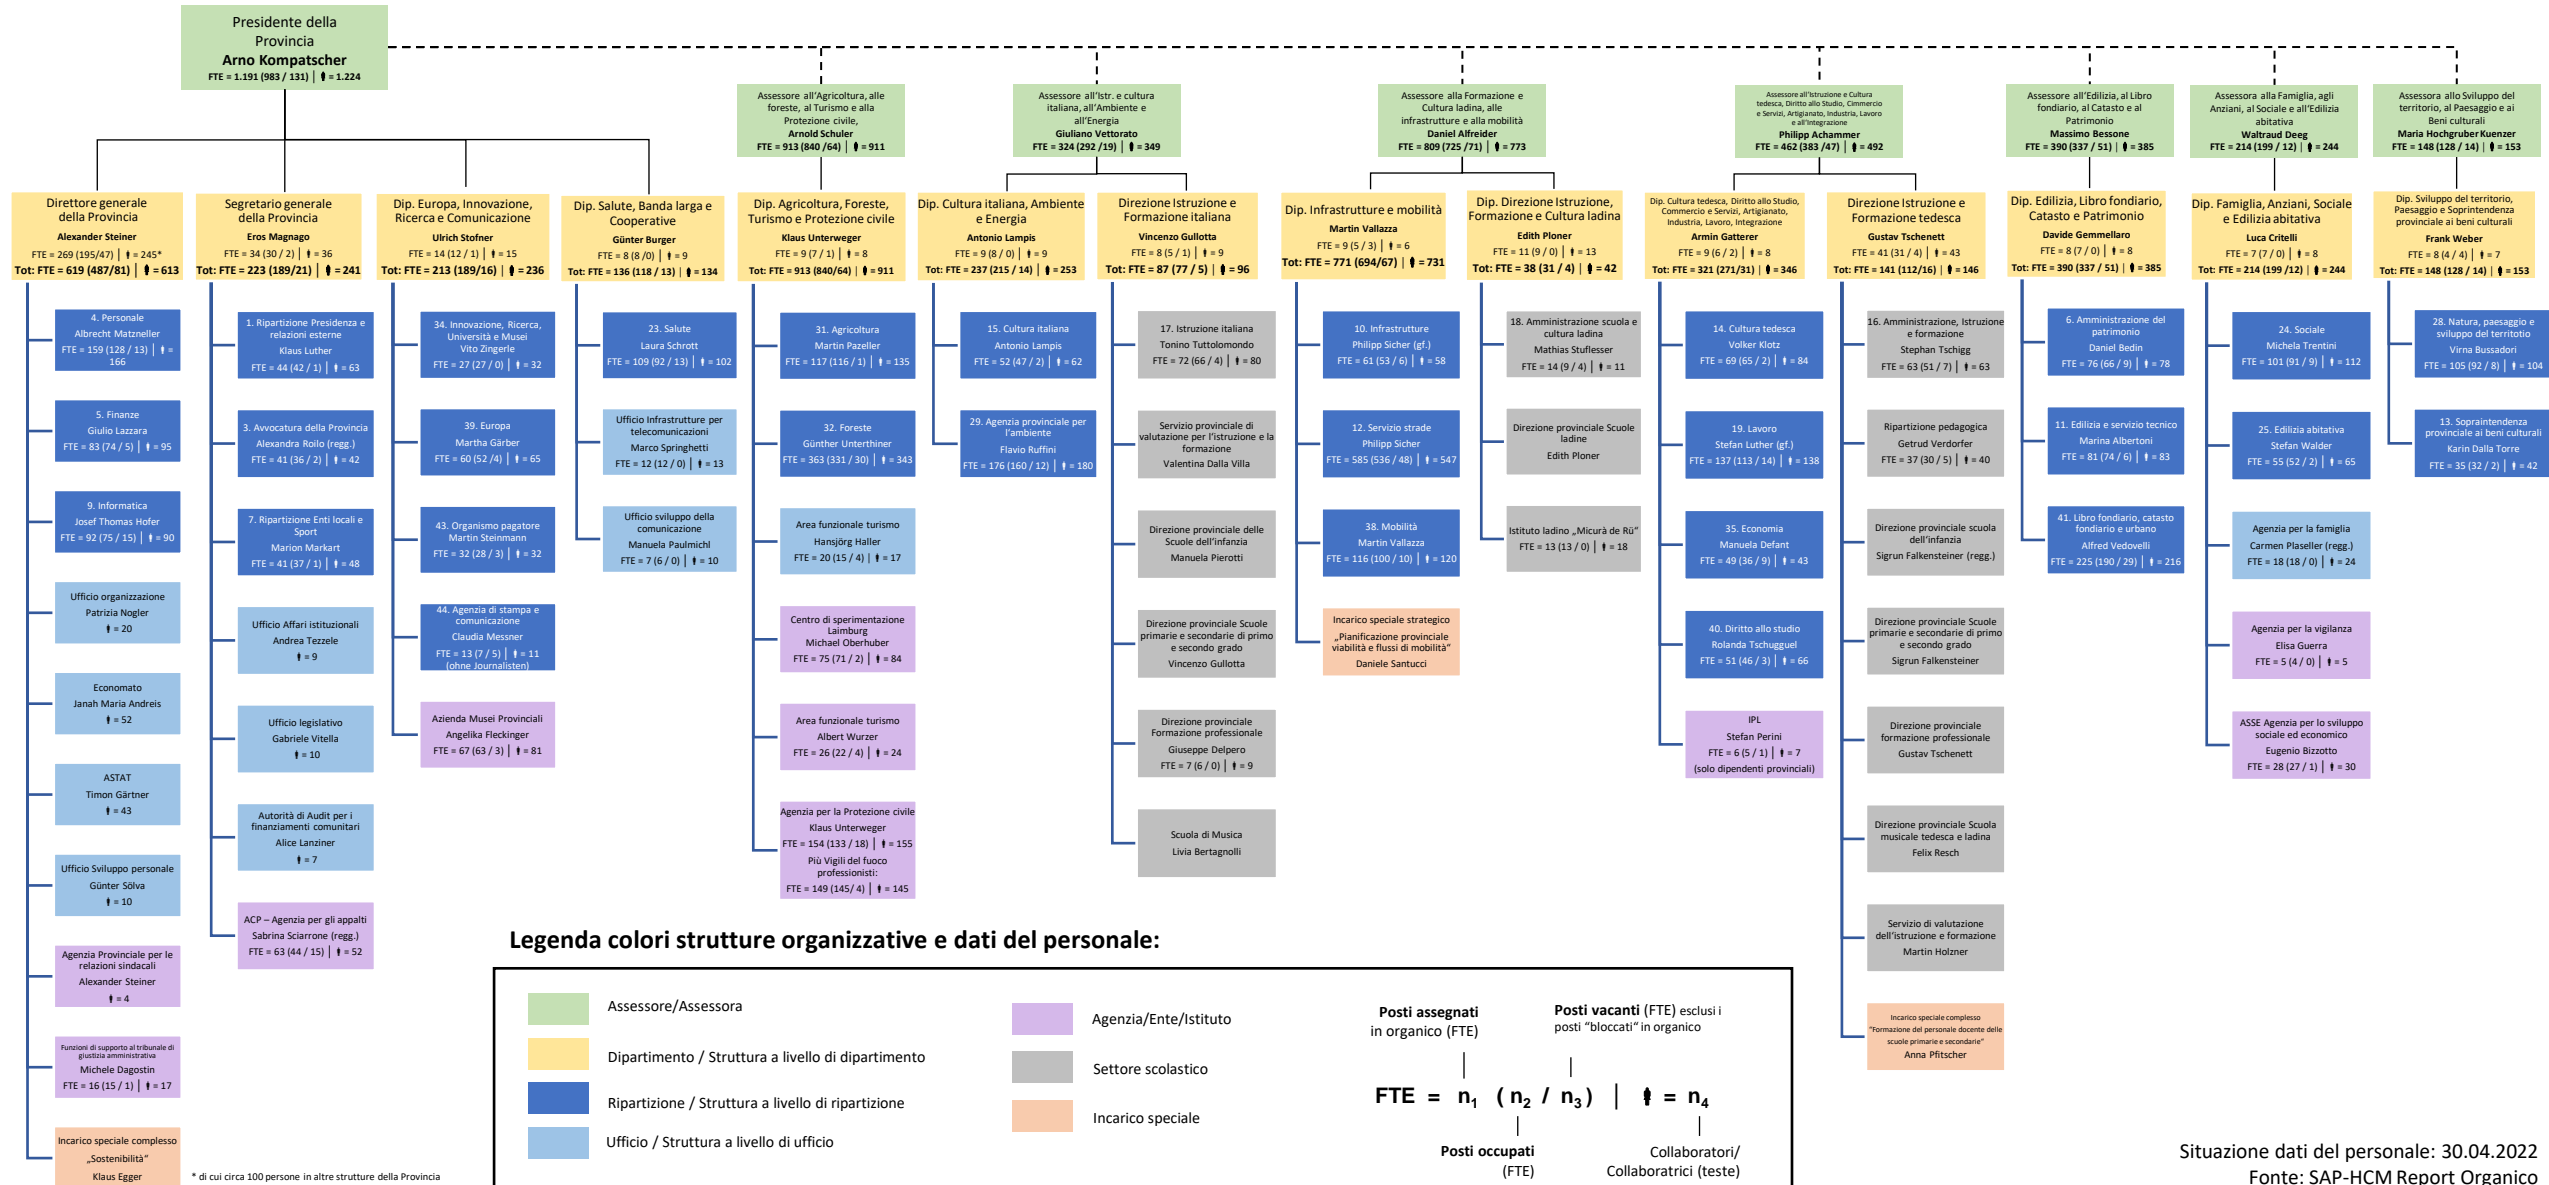 Presidente della
Provincia
Arno Kompatscher
FTE = 1.191 (983 / 131) | = 1.224
Assessore all'Agricoltura, alle
foreste, al Turismo e alla
Protezione civile,
Arnold Schuler
FTE = 913 (840 /64) | = 911
Assessore all'Istr. e cultura
italiana, all'Ambiente e
all'Energia
Giuliano Vettorato
FTE = 324 (292 /19) | = 349
Assessore alla Formazione e
Cultura ladina, alle
infrastrutture e alla mobilità
Daniel Alfreider
FTE = 809 (725 /71) | = 773
Assessore all'Istruzione e Cultura
tedesca, Diritto allo Studio, Cimmercio
e Servizi, Artigianato, Industria, Lavoro
e all'Integrazione
Philipp Achammer
FTE = 462 (383 /47) | = 492
Assessore all'Edilizia, al Libro
fondiario, al Catasto e al
Patrimonio
Massimo Bessone
FTE = 390 (337 / 51) | = 385
Assessora alla Famiglia, agli
Anziani, al Sociale e all'Edilizia
abitativa
Waltraud Deeg
FTE = 214 (199 / 12) | = 244
Assessora allo Sviluppo del
territorio, al Paesaggio e ai
Beni culturali
Maria Hochgruber Kuenzer
FTE = 148 (128 / 14) | = 153
Direttore generale
della Provincia
Alexander Steiner
FTE = 269 (195/47) | = 245*
Tot: FTE = 619 (487/81) | = 613
Segretario generale
della Provincia
Eros Magnago
FTE = 34 (30 / 2) | = 36
Tot: FTE = 223 (189/21) | = 241
Dip. Europa, Innovazione,
Ricerca e Comunicazione
Ulrich Stofner
FTE = 14 (12 / 1) | = 15
Tot: FTE = 213 (189/16) | = 236
Dip. Salute, Banda larga e
Cooperative
Günter Burger
FTE = 8 (8 /0) | = 9
Tot: FTE = 136 (118 / 13) | = 134
Dip. Agricoltura, Foreste,
Turismo e Protezione civile
Klaus Unterweger
FTE = 9 (7 / 1) | = 8
Tot: FTE = 913 (840/64) | = 911
Dip. Cultura italiana, Ambiente
e Energia
Antonio Lampis
FTE = 9 (8 / 0) | = 9
Tot: FTE = 237 (215 / 14) | = 253
Direzione Istruzione e
Formazione italiana
Vincenzo Gullotta
FTE = 8 (5 / 1) | = 9
Tot: FTE = 87 (77 / 5) | = 96
Dip. Infrastrutture e mobilità
Martin Vallazza
FTE = 9 (5 / 3) | = 6
Tot: FTE = 771 (694/67) | = 731
Dip. Direzione Istruzione,
Formazione e Cultura ladina
Edith Ploner
FTE = 11 (9 / 0) | = 13
Tot: FTE = 38 (31 / 4) | = 42
Dip. Cultura tedesca, Diritto allo Studio,
Commercio e Servizi, Artigianato,
Industria, Lavoro, Integrazione
Armin Gatterer
FTE = 9 (6 / 2) | = 8
Tot: FTE = 321 (271/31) | = 346
Direzione Istruzione e
Formazione tedesca
Gustav Tschenett
FTE = 41 (31 / 4) | = 43
Tot: FTE = 141 (112/16) | = 146
Dip. Edilizia, Libro fondiario,
Catasto e Patrimonio
Davide Gemmellaro
FTE = 8 (7 / 0) | = 8
Tot: FTE = 390 (337 / 51) | = 385
Dip. Famiglia, Anziani, Sociale
e Edilizia abitativa
Luca Critelli
FTE = 7 (7 / 0) | = 8
Tot: FTE = 214 (199 /12) | = 244
Dip. Sviluppo del territorio,
Paesaggio e Soprintendenza
provinciale ai beni culturali
Frank Weber
FTE = 8 (4 / 4) | = 7
Tot: FTE = 148 (128 / 14) | = 153
4. Personale
Albrecht Matzneller
FTE = 159 (128 / 13) | =
166
5. Finanze
Giulio Lazzara
FTE = 83 (74 / 5) | = 95
9. Informatica
Josef Thomas Hofer
FTE = 92 (75 / 15) | = 90
Ufficio organizzazione
Patrizia Nogler
= 20
Economato
Janah Maria Andreis
= 52
ASTAT
Timon Gärtner
= 43
Ufficio Sviluppo personale
Günter Sölva
= 10
Agenzia Provinciale per le
relazioni sindacali
Alexander Steiner
= 4
Funzioni di supporto al tribunale di
giustizia amministrativa
Michele Dagostin
FTE = 16 (15 / 1) | = 17
Incarico speciale complesso
„Sostenibilità“
Klaus Egger
1. Ripartizione Presidenza e
relazioni esterne
Klaus Luther
FTE = 44 (42 / 1) | = 63
3. Avvocatura della Provincia
Alexandra Roilo (regg.)
FTE = 41 (36 / 2) | = 42
7. Ripartizione Enti locali e
Sport
Marion Markart
FTE = 41 (37 / 1) | = 48
Ufficio Affari istituzionali
Andrea Tezzele
= 9
Ufficio legislativo
Gabriele Vitella
= 10
Autorità di Audit per i
finanziamenti comunitari
Alice Lanziner
= 7
ACP – Agenzia per gli appalti
Sabrina Sciarrone (regg.)
FTE = 63 (44 / 15) | = 52
34. Innovazione, Ricerca,
Università e Musei
Vito Zingerle
FTE = 27 (27 / 0) | = 32
39. Europa
Martha Gärber
FTE = 60 (52 /4) | = 65
43. Organismo pagatore
Martin Steinmann
FTE = 32 (28 / 3) | = 32
44. Agenzia di stampa e
comunicazione
Claudia Messner
FTE = 13 (7 / 5) | = 11
(ohne Journalisten)
Azienda Musei Provinciali
Angelika Fleckinger
FTE = 67 (63 / 3) | = 81
23. Salute
Laura Schrott
FTE = 109 (92 / 13) | = 102
Ufficio Infrastrutture per
telecomunicazioni
Marco Springhetti
FTE = 12 (12 / 0) | = 13
Ufficio sviluppo della
comunicazione
Manuela Paulmichl
FTE = 7 (6 / 0) | = 10
31. Agricoltura
Martin Pazeller
FTE = 117 (116 / 1) | = 135
32. Foreste
Günther Unterthiner
FTE = 363 (331 / 30) | = 343
Area funzionale turismo
Hansjörg Haller
FTE = 20 (15 / 4) | = 17
Centro di sperimentazione
Laimburg
Michael Oberhuber
FTE = 75 (71 / 2) | = 84
Area funzionale turismo
Albert Wurzer
FTE = 26 (22 / 4) | = 24
Agenzia per la Protezione civile
Klaus Unterweger
FTE = 154 (133 / 18) | = 155
Più Vigili del fuoco
professionisti:
FTE = 149 (145/ 4) | = 145
15. Cultura italiana
Antonio Lampis
FTE = 52 (47 / 2) | = 62
29. Agenzia provinciale per
l'ambiente
Flavio Ruffini
FTE = 176 (160 / 12) | = 180
17. Istruzione italiana
Tonino Tuttolomondo
FTE = 72 (66 / 4) | = 80
Servizio provinciale di
valutazione per l'istruzione e la
formazione
Valentina Dalla Villa
Direzione provinciale delle
Scuole dell'infanzia
Manuela Pierotti
Direzione provinciale Scuole
primarie e secondarie di primo
e secondo grado
Vincenzo Gullotta
Direzione provinciale
Formazione professionale
Giuseppe Delpero
FTE = 7 (6 / 0) | = 9
Scuola di Musica
Livia Bertagnolli
10. Infrastrutture
Philipp Sicher (gf.)
FTE = 61 (53 / 6) | = 58
12. Servizio strade
Philipp Sicher
FTE = 585 (536 / 48) | = 547
38. Mobilità
Martin Vallazza
FTE = 116 (100 / 10) | = 120
Incarico speciale strategico
„Pianificazione provinciale
viabilità e flussi di mobilità“
Daniele Santucci
18. Amministrazione scuola e
cultura ladina
Mathias Stuflesser
FTE = 14 (9 / 4) | = 11
Direzione provinciale Scuole
ladine
Edith Ploner
Istituto ladino „Micurà de Rü“
FTE = 13 (13 / 0) | = 18
14. Cultura tedesca
Volker Klotz
FTE = 69 (65 / 2) | = 84
19. Lavoro
Stefan Luther (gf.)
FTE = 137 (113 / 14) | = 138
35. Economia
Manuela Defant
FTE = 49 (36 / 9) | = 43
40. Diritto allo studio
Rolanda Tschugguel
FTE = 51 (46 / 3) | = 66
IPL
Stefan Perini
FTE = 6 (5 / 1) | = 7
(solo dipendenti provinciali)
16. Amministrazione, Istruzione
e formazione
Stephan Tschigg
FTE = 63 (51 / 7) | = 63
Ripartizione pedagogica
Getrud Verdorfer
FTE = 37 (30 / 5) | = 40
Direzione provinciale scuola
dell'infanzia
Sigrun Falkensteiner (regg.)
Direzione provinciale Scuole
primarie e secondarie di primo
e secondo grado
Sigrun Falkensteiner
Direzione provinciale
formazione professionale
Gustav Tschenett
Direzione provinciale Scuola
musicale tedesca e ladina
Felix Resch
Servizio di valutazione
dell'istruzione e formazione
Martin Holzner
Incarico speciale complesso
"Formazione del personale docente delle
scuole primarie e secondarie"
Anna Pfitscher
6. Amministrazione del
patrimonio
Daniel Bedin
FTE = 76 (66 / 9) | = 78
11. Edilizia e servizio tecnico
Marina Albertoni
FTE = 81 (74 / 6) | = 83
41. Libro fondiario, catasto
fondiario e urbano
Alfred Vedovelli
FTE = 225 (190 / 29) | = 216
24. Sociale
Michela Trentini
FTE = 101 (91 / 9) | = 112
25. Edilizia abitativa
Stefan Walder
FTE = 55 (52 / 2) | = 65
Agenzia per la famiglia
Carmen Plaseller (regg.)
FTE = 18 (18 / 0) | = 24
Agenzia per la vigilanza
Elisa Guerra
FTE = 5 (4 / 0) | = 5
ASSE Agenzia per lo sviluppo
sociale ed economico
Eugenio Bizzotto
FTE = 28 (27 / 1) | = 30
28. Natura, paesaggio e
sviluppo del territotio
Virna Bussadori
FTE = 105 (92 / 8) | = 104
13. Sopraintendenza
provinciale ai beni culturali
Karin Dalla Torre
FTE = 35 (32 / 2) | = 42
Legenda colori strutture organizzative e dati del personale:
Assessore/Assessora
Dipartimento / Struttura a livello di dipartimento
Ripartizione / Struttura a livello di ripartizione
Ufficio / Struttura a livello di ufficio
Agenzia/Ente/Istituto
Settore scolastico
Incarico speciale
Posti assegnati
in organico (FTE)
Posti vacanti (FTE) esclusi i
posti "bloccati" in organico
FTE = n1 ( n2 / n3 ) | = n4
Posti occupati
(FTE)
Collaboratori/
Collaboratrici (teste)
* di cui circa 100 persone in altre strutture della Provincia
Situazione dati del personale: 30.04.2022
Fonte: SAP-HCM Report Organico